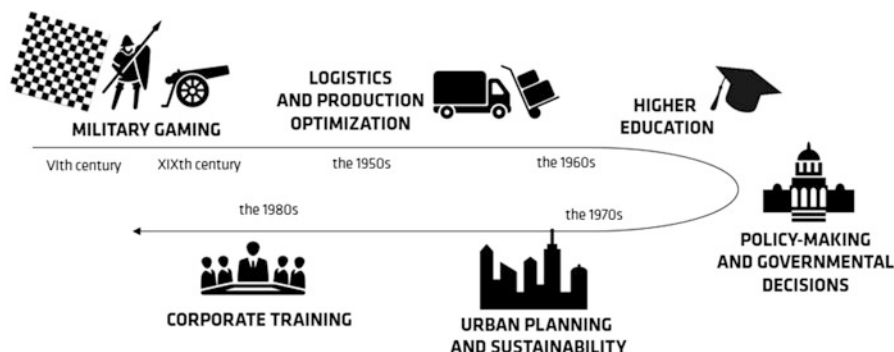 LOGISTICS
AND PRODUCTION
OPTIMIZATION
HIGHER
EDUCATION
MILITARY GAMING
VIth century
XIXth century
the 1950s
the 1960s
the 1980s
the 1970s
POLICY-MAKING
AND GOVERNMENTAL
DECISIONS
CORPORATE TRAINING
URBAN PLANNING
AND SUSTAINABILITY